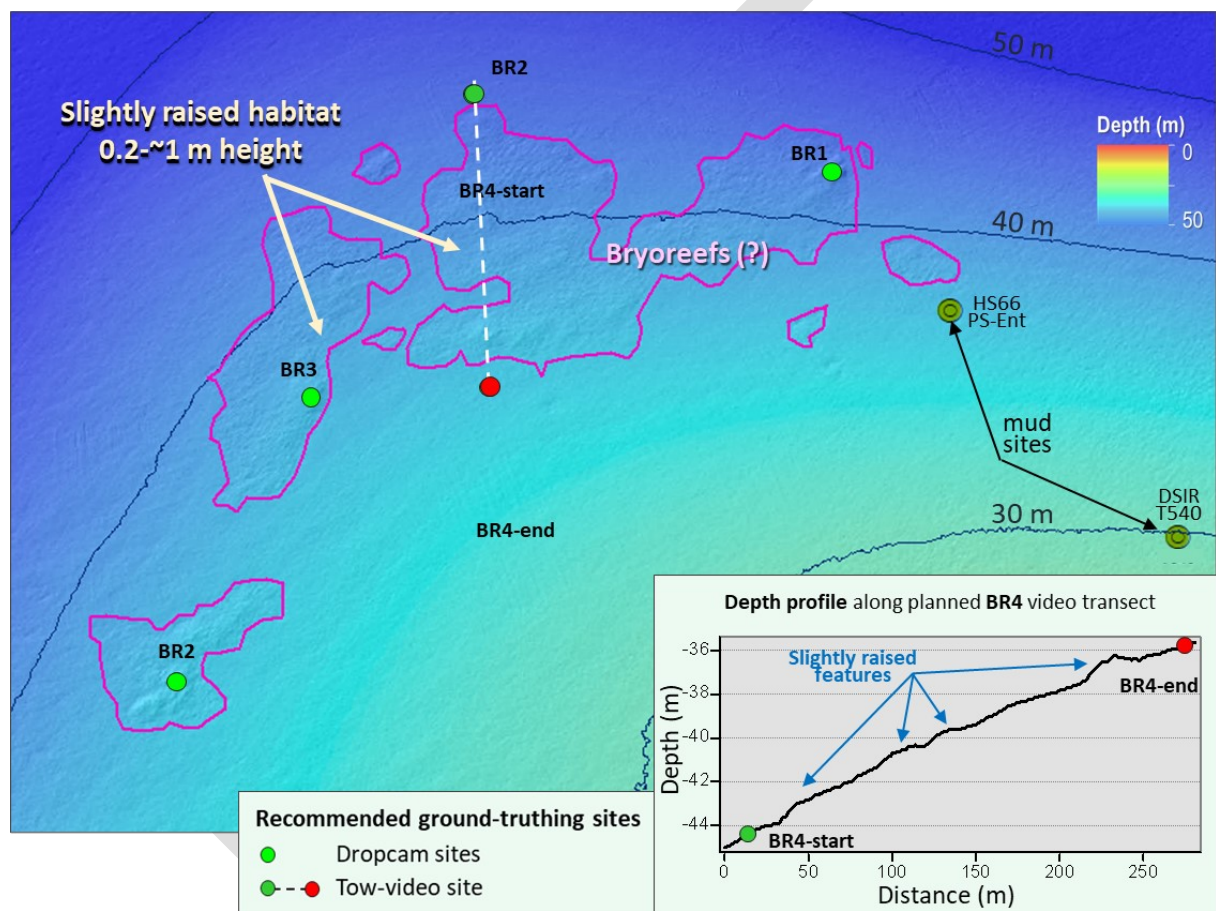 50 m
BR2
Slightly raised habitat
0.2-~1 m height
Depth (m)
0
50
BR1
BR4-start
40 m
Bryoreefs (?)
HS66
PS-Ent
BR3
mud
sites
DSIR
T540
30 m
BR4-end
BR2
Depth profile along planned BR4 video transect
Slightly raised
features
-36
-38
-40
-42
-44
Depth (m)
BR4-end
BR4-start
0
50
100
150
200
250
Distance (m)
Recommended ground-truthing sites
Dropcam sites
Tow-video site